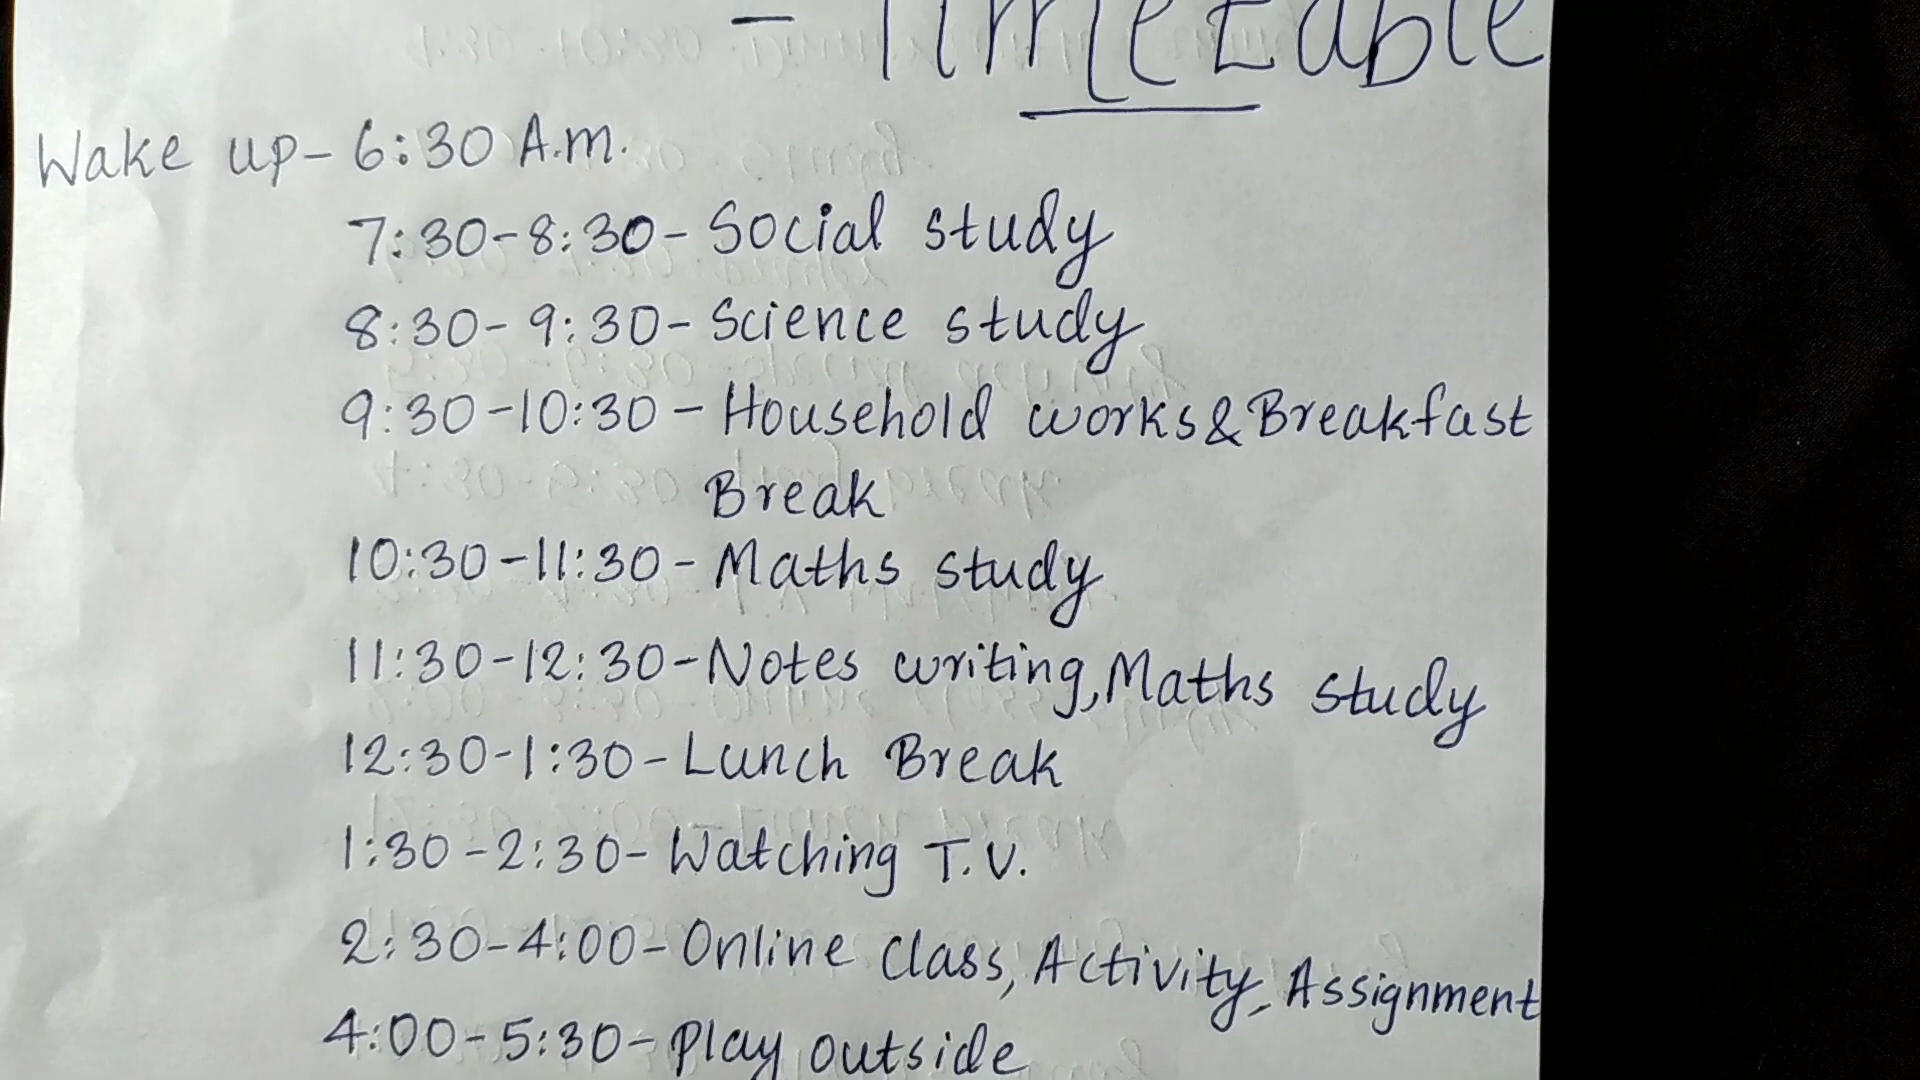 - Timetable
Wake up- 6:30 A.m.
7:30-8:30- Social study
8:30-9:30- Science study
9:30-10:30- Household works & Breakfast
Break
10:30-11:30- Maths study
11:30-12:30- Notes writing, Maths study
12:30-1:30- Lunch Break
1:30-2:30- Watching T.V.
2:30-4:00- Online class, Activity, Assignment
4:00-5:30- Play outside